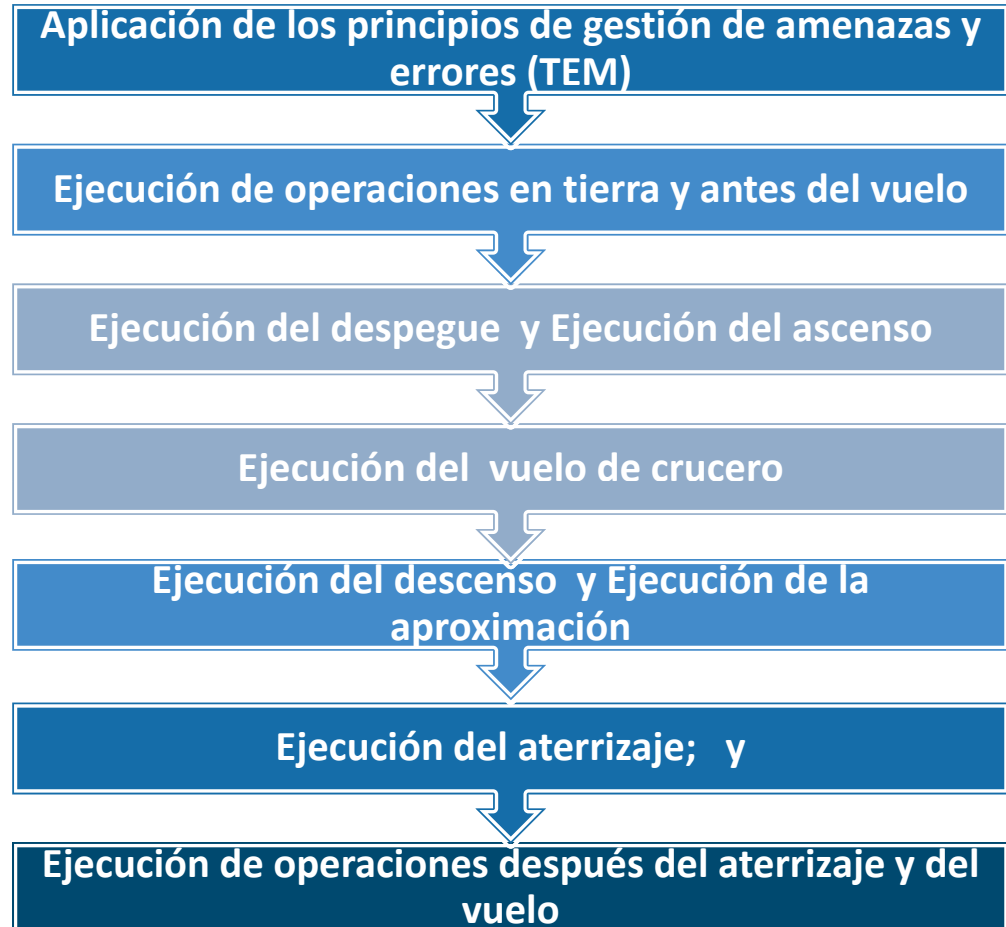 Aplicación de los principios de gestión de amenazas y
errores (TEM)
Ejecución de operaciones en tierra y antes del vuelo
Ejecución del despegue  y Ejecución del ascenso
Ejecución del  vuelo de crucero
Ejecución del descenso  y Ejecución de la
aproximación
Ejecución del aterrizaje;   y
Ejecución de operaciones después del aterrizaje y del
vuelo